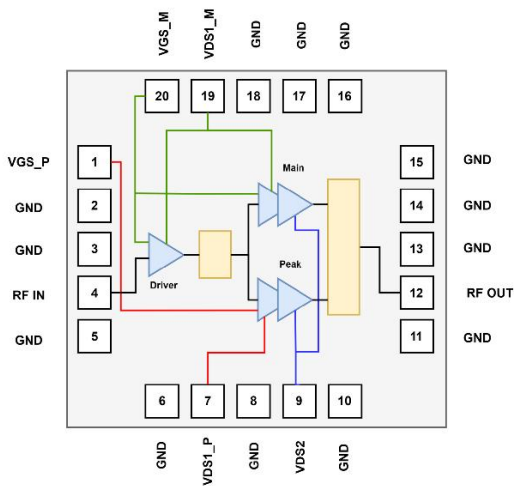 VGS_M
VDS1_M
GND
GND
GND
20
19
18
17
16
VGS_P
1
GND
2
GND
3
RF IN
4
GND
5
15
GND
14
GND
13
GND
12
RF OUT
11
GND
Main
Peak
Driver
6
7
8
9
10
GND
VDS1_P
GND
VDS2
GND